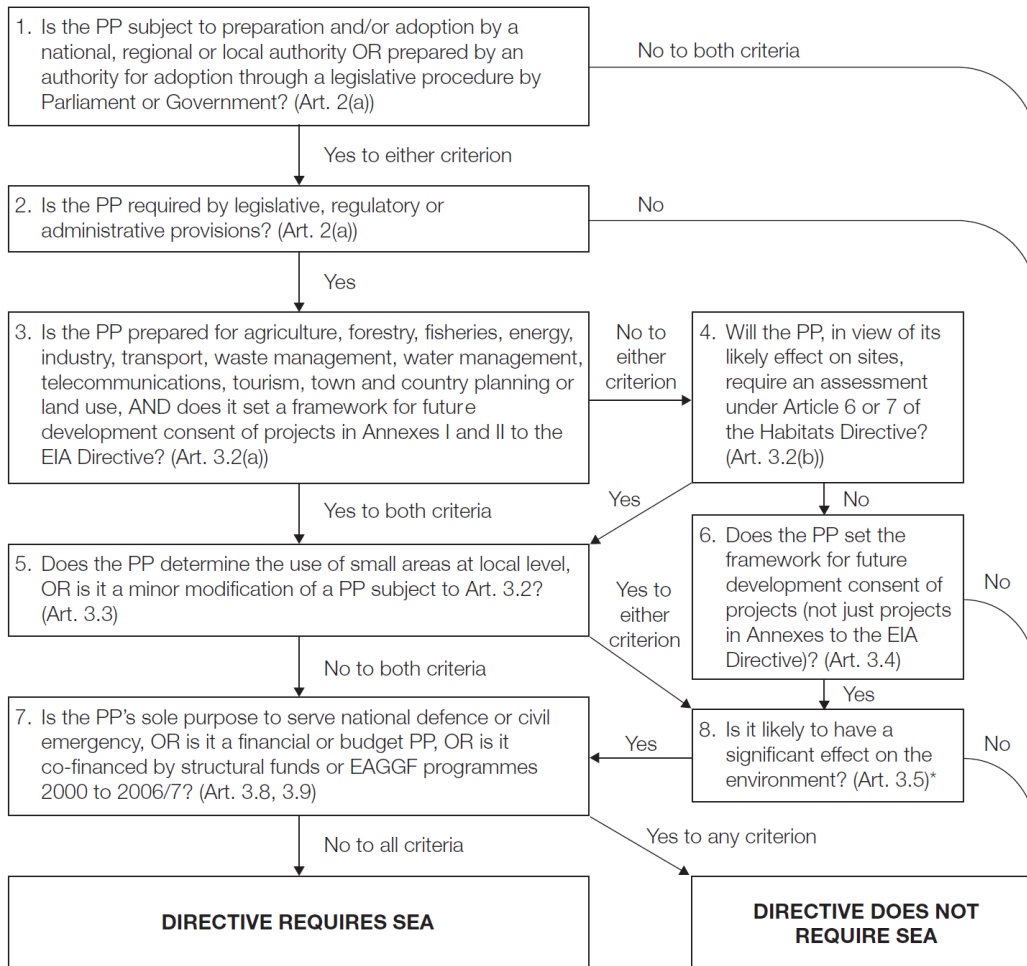 1. Is the PP subject to preparation and/or adoption by a
national, regional or local authority OR prepared by an
authority for adoption through a legislative procedure by
Parliament or Government? (Art. 2(a))
No to both criteria
Yes to either criterion
2. Is the PP required by legislative, regulatory or
administrative provisions? (Art. 2(a))
No
Yes
3. Is the PP prepared for agriculture, forestry, fisheries, energy,
industry, transport, waste management, water management,
telecommunications, tourism, town and country planning or
land use, AND does it set a framework for future
development consent of projects in Annexes I and II to the
EIA Directive? (Art. 3.2(a))
No to
either
criterion
4. Will the PP, in view of its
likely effect on sites,
require an assessment
under Article 6 or 7 of
the Habitats Directive?
(Art. 3.2(b))
Yes to both criteria
Yes
No
5. Does the PP determine the use of small areas at local level,
OR is it a minor modification of a PP subject to Art. 3.2?
(Art. 3.3)
Yes to
either
criterion
6. Does the PP set the
framework for future
development consent of
projects (not just projects
in Annexes to the EIA
Directive)? (Art. 3.4)
No
No to both criteria
Yes
7. Is the PP's sole purpose to serve national defence or civil
emergency, OR is it a financial or budget PP, OR is it
co-financed by structural funds or EAGGF programmes
2000 to 2006/7? (Art. 3.8, 3.9)
Yes
8. Is it likely to have a
significant effect on the
environment? (Art. 3.5)*
No
No to all criteria
Yes to any criterion
DIRECTIVE REQUIRES SEA
DIRECTIVE DOES NOT
REQUIRE SEA